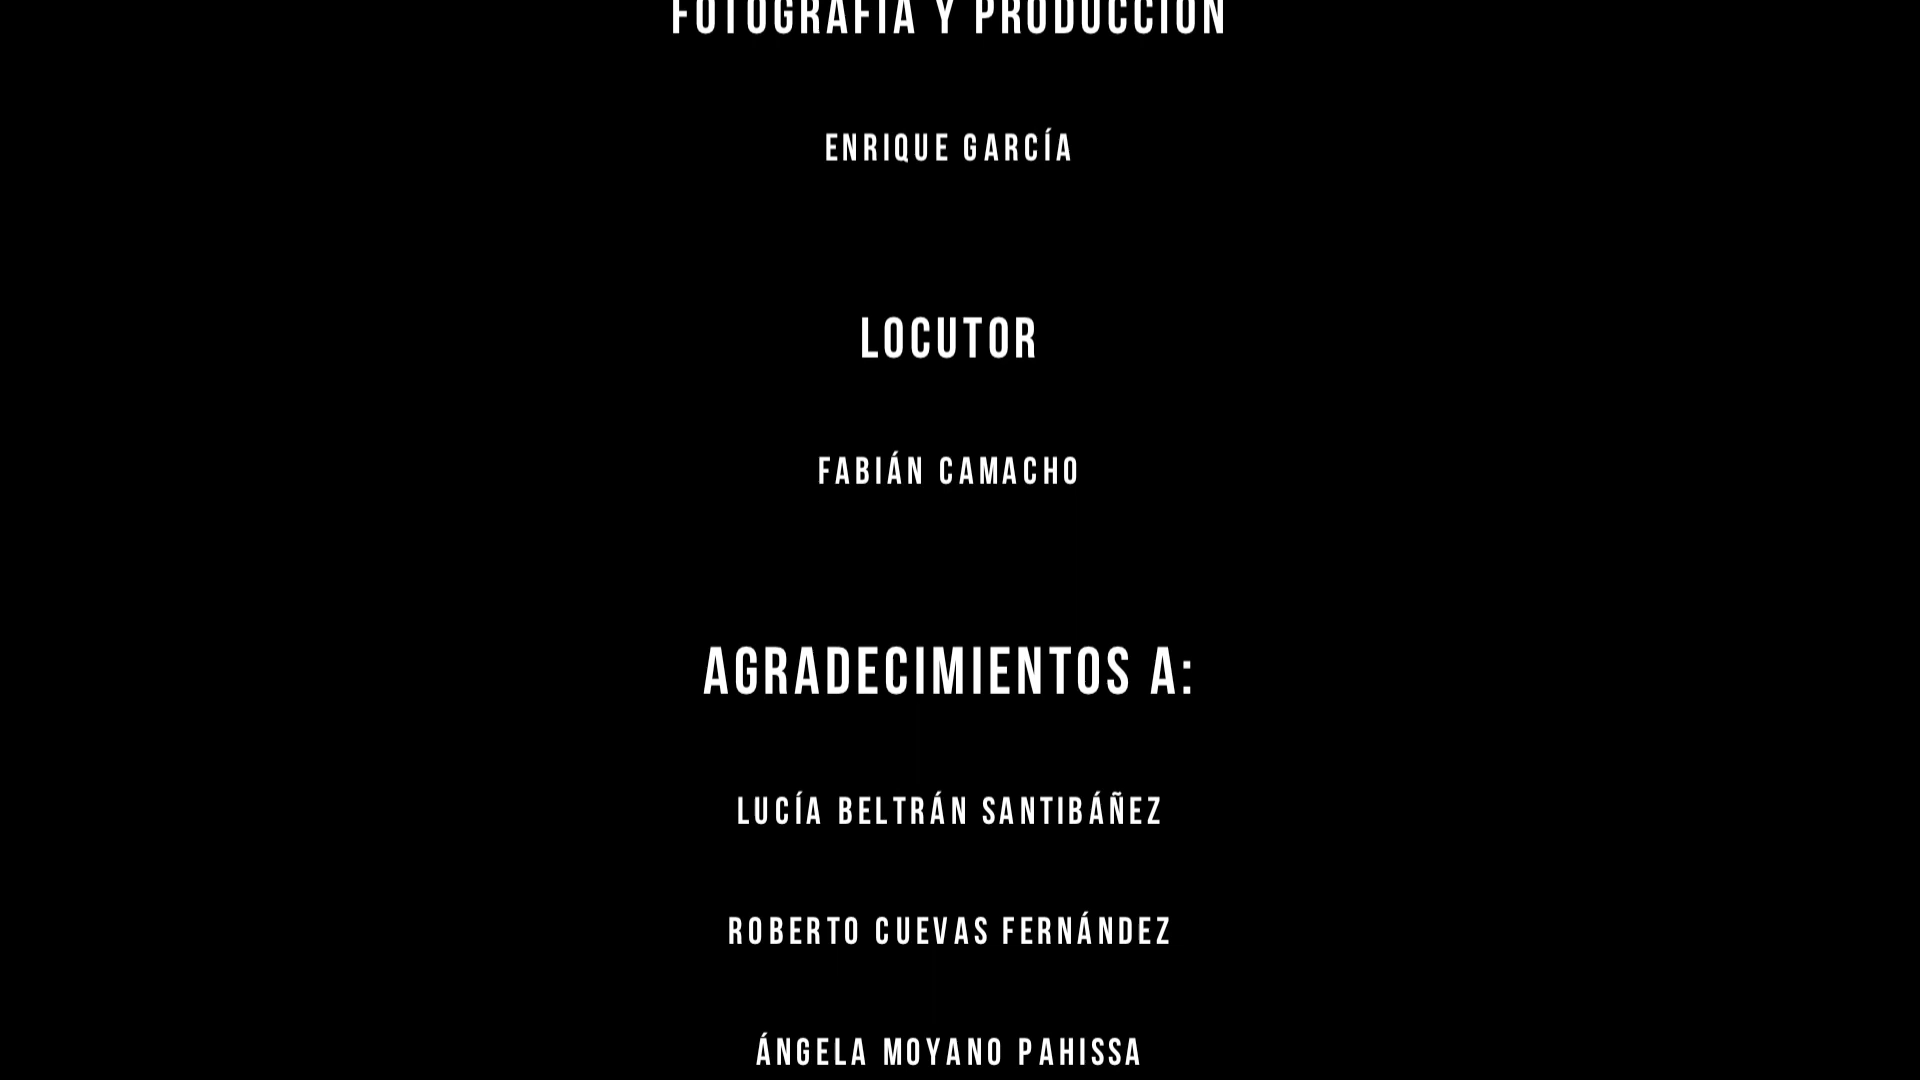 FOTOGRAFÍA Y PRODUCCIÓN
ENRIQUE GARCÍA
LOCUTOR
FABIÁN CAMACHO
AGRADECIMIENTOS A:
LUCÍA BELTRÁN SANTIBÁÑEZ
ROBERTO CUEVAS FERNÁNDEZ
ÁNGELA MOYANO PAHISSA